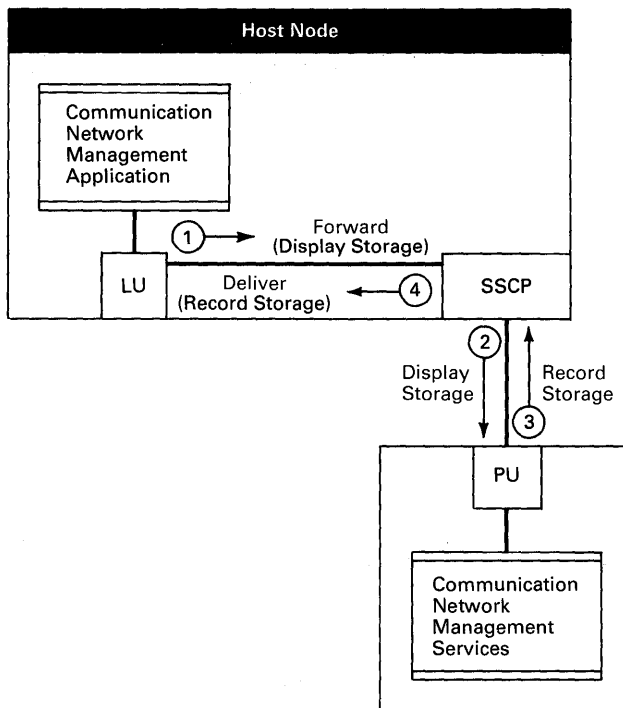 Host Node
Communication
Network
Management
Application
1
Forward
(Display Storage)
LU
Deliver
(Record Storage)
4
SSCP
2
Display
Storage
Record
Storage
3
PU
Communication
Network
Management
Services